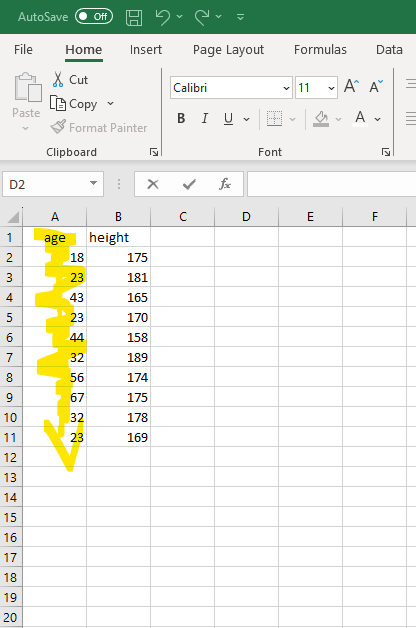 AutoSave Off
File Home Insert Page Layout Formulas Data
Cut
Copy
Paste
Format Painter
Clipboard
Calibri 11 A A
B I U A
Font
D2 fx
A B C D E F
1 age height
2 18 175
3 23 181
4 43 165
5 23 170
6 44 158
7 32 189
8 56 174
9 67 175
10 32 178
11 23 169
12
13
14
15
16
17
18
19
20